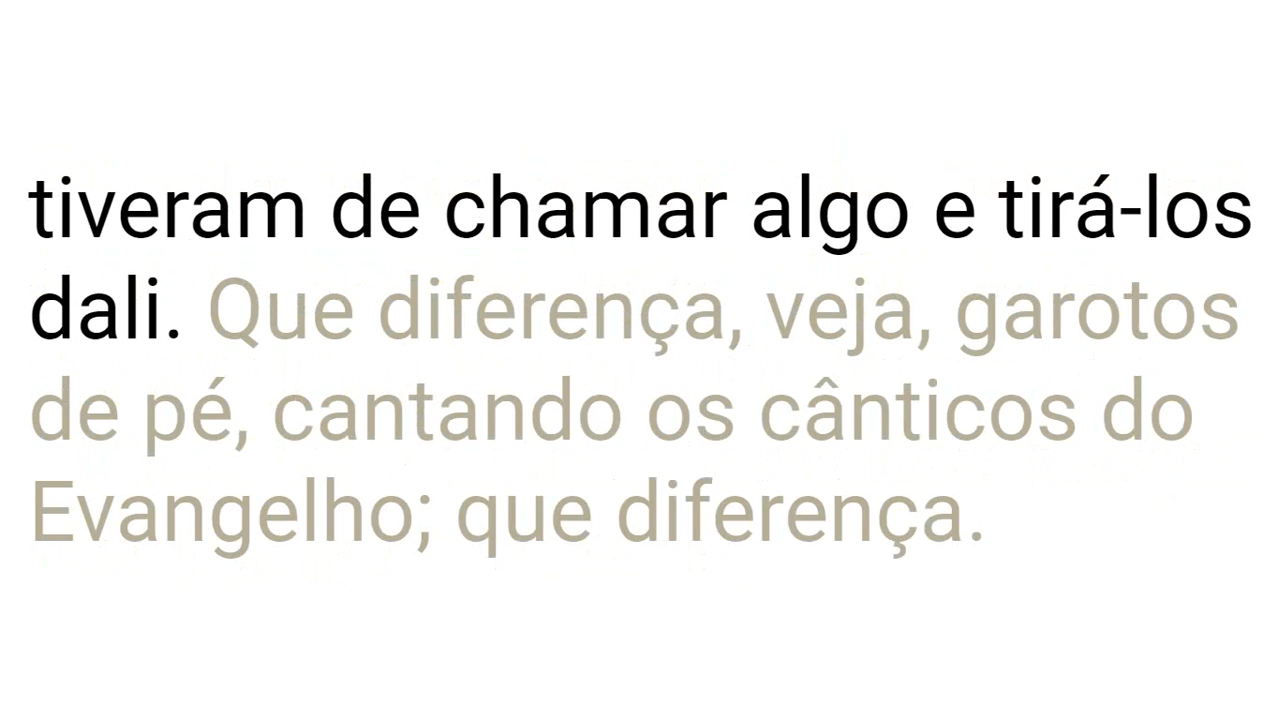 tiveram de chamar algo e tirá-los
dali. Que diferença, veja, garotos
de pé, cantando os cânticos do
Evangelho; que diferença.